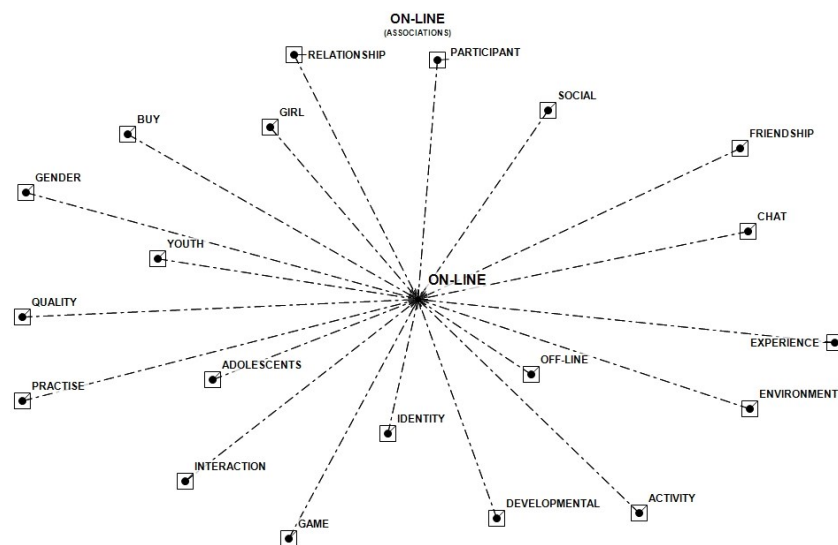 ON-LINE
(ASSOCIATIONS)
RELATIONSHIP
PARTICIPANT
SOCIAL
BUY
GIRL
FRIENDSHIP
GENDER
CHAT
YOUTH
ON-LINE
QUALITY
EXPERIENCE
OFF-LINE
ADOLESCENTS
PRACTISE
ENVIRONMENT
IDENTITY
INTERACTION
DEVELOPMENTAL
ACTIVITY
GAME